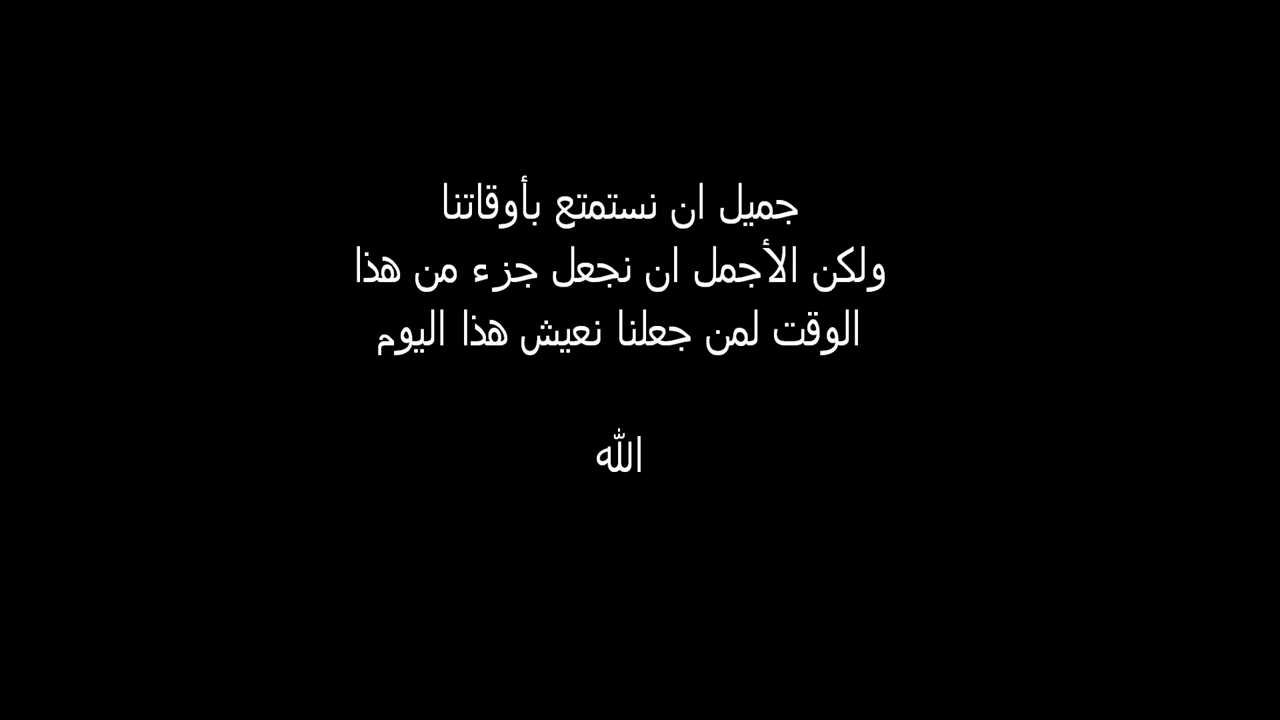 جميل ان نستمتع بأوقاتنا
ولكن الأجمل ان نجعل جزء من هذا
الوقت لمن جعلنا نعيش هذا اليوم
الله